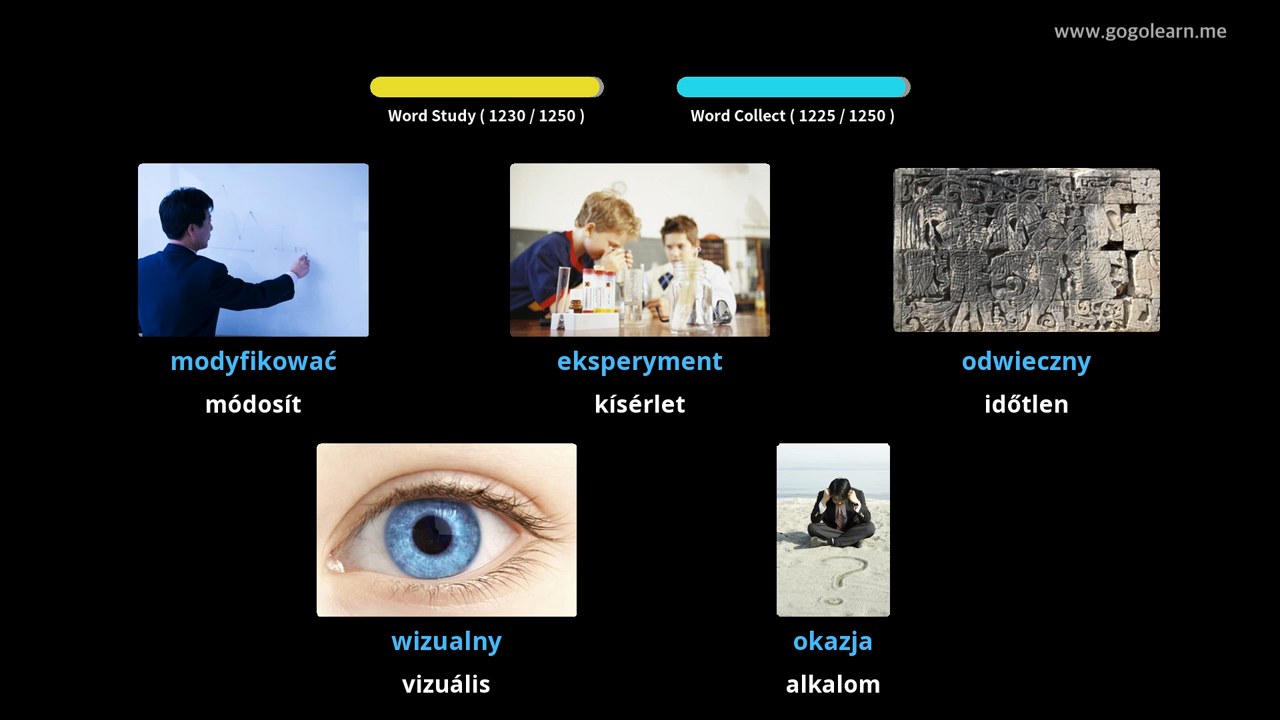 www.gogolearn.me
Word Study ( 1230 / 1250 )
Word Collect ( 1225 / 1250 )
modyfikować
eksperyment
odwieczny
módosít
kísérlet
időtlen
wizualny
okazja
vizuális
alkalom